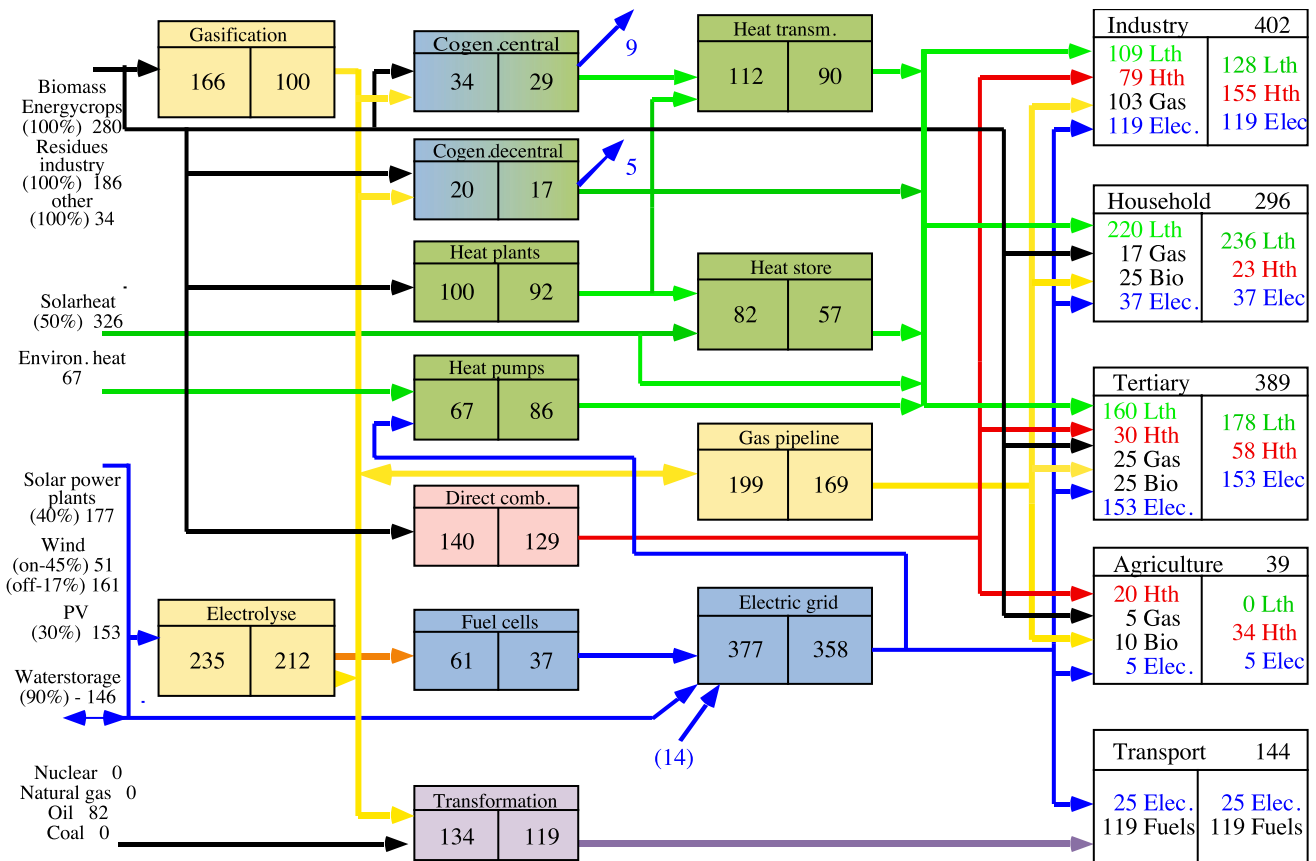 Biomass
Energycrops
(100%) 280
Residues
industry
(100%) 186
other
(100%) 34
Solarheat
(50%) 326
Environ. heat
67
Solar power
plants
(40%) 177
Wind
(on-45%) 51
(off-17%) 161
PV
(30%) 153
Waterstorage
(90%) - 146
Nuclear 0
Natural gas 0
Oil 82
Coal 0
Gasification
166 100
Electrolyse
235 212
Cogen.central
34 29
9
Cogen.decentral
20 17
5
Heat plants
100 92
Heat pumps
67 86
Direct comb.
140 129
Fuel cells
61 37
Transformation
134 119
Heat transm.
112 90
Heat store
82 57
Gas pipeline
199 169
Electric grid
377 358
(14)
Industry 402
109 Lth
79 Hth
103 Gas
119 Elec.
128 Lth
155 Hth
119 Elec
Household 296
220 Lth
17 Gas
25 Bio
37 Elec.
236 Lth
23 Hth
37 Elec
Tertiary 389
160 Lth
30 Hth
25 Gas
25 Bio
153 Elec.
178 Lth
58 Hth
153 Elec
Agriculture 39
20 Hth
5 Gas
10 Bio
5 Elec.
0 Lth
34 Hth
5 Elec
Transport 144
25 Elec.
119 Fuels
25 Elec.
119 Fuels